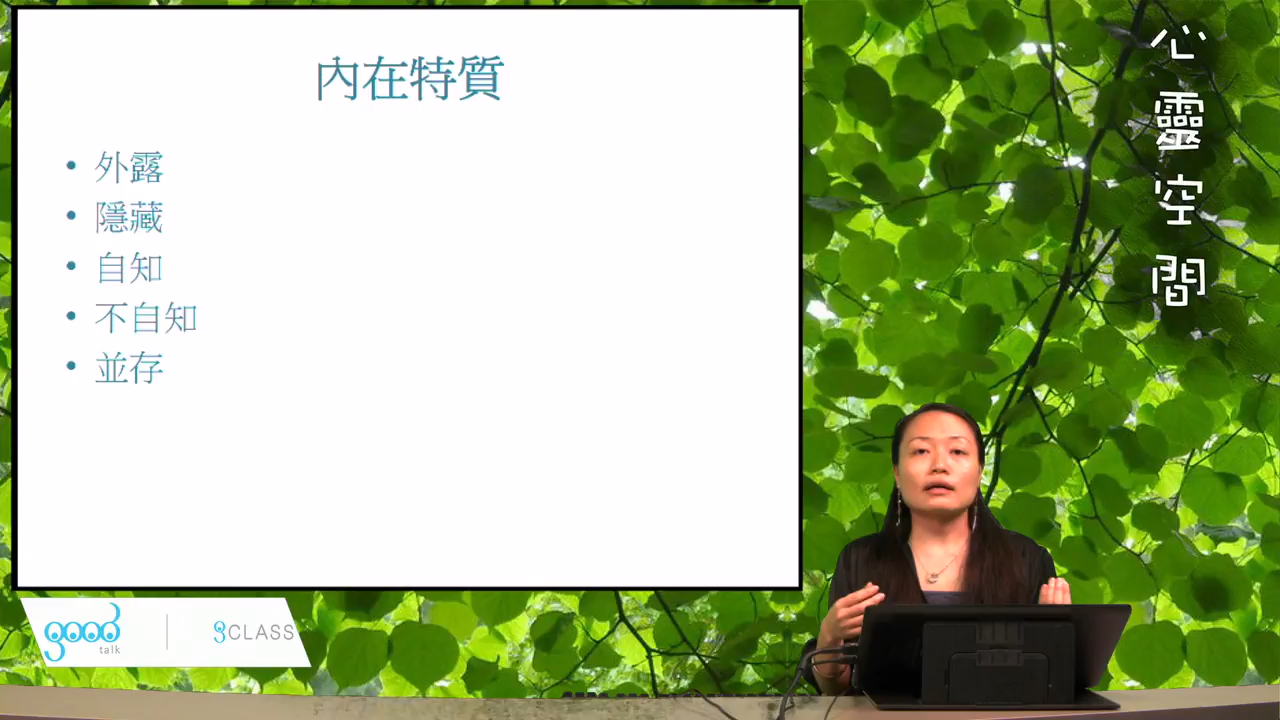 內在特質
• 外露
• 隱藏
• 自知
• 不自知
• 並存
心靈空間
good talk
3CLASS